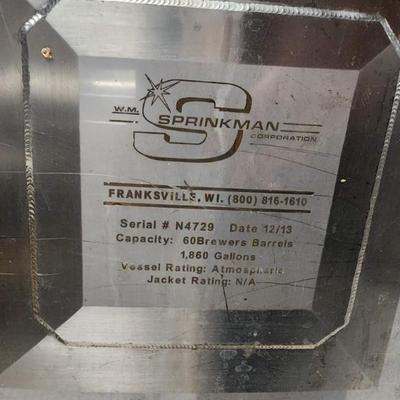 W.M.
S
SPRINKMAN
CORPORATION
FRANKSVILLE, WI. (800) 816-1610
Serial # N4729 Date 12/13
Capacity: 60Brewers Barrels
1,860 Gallons
Vessel Rating: Atmospheric
Jacket Rating: N/A